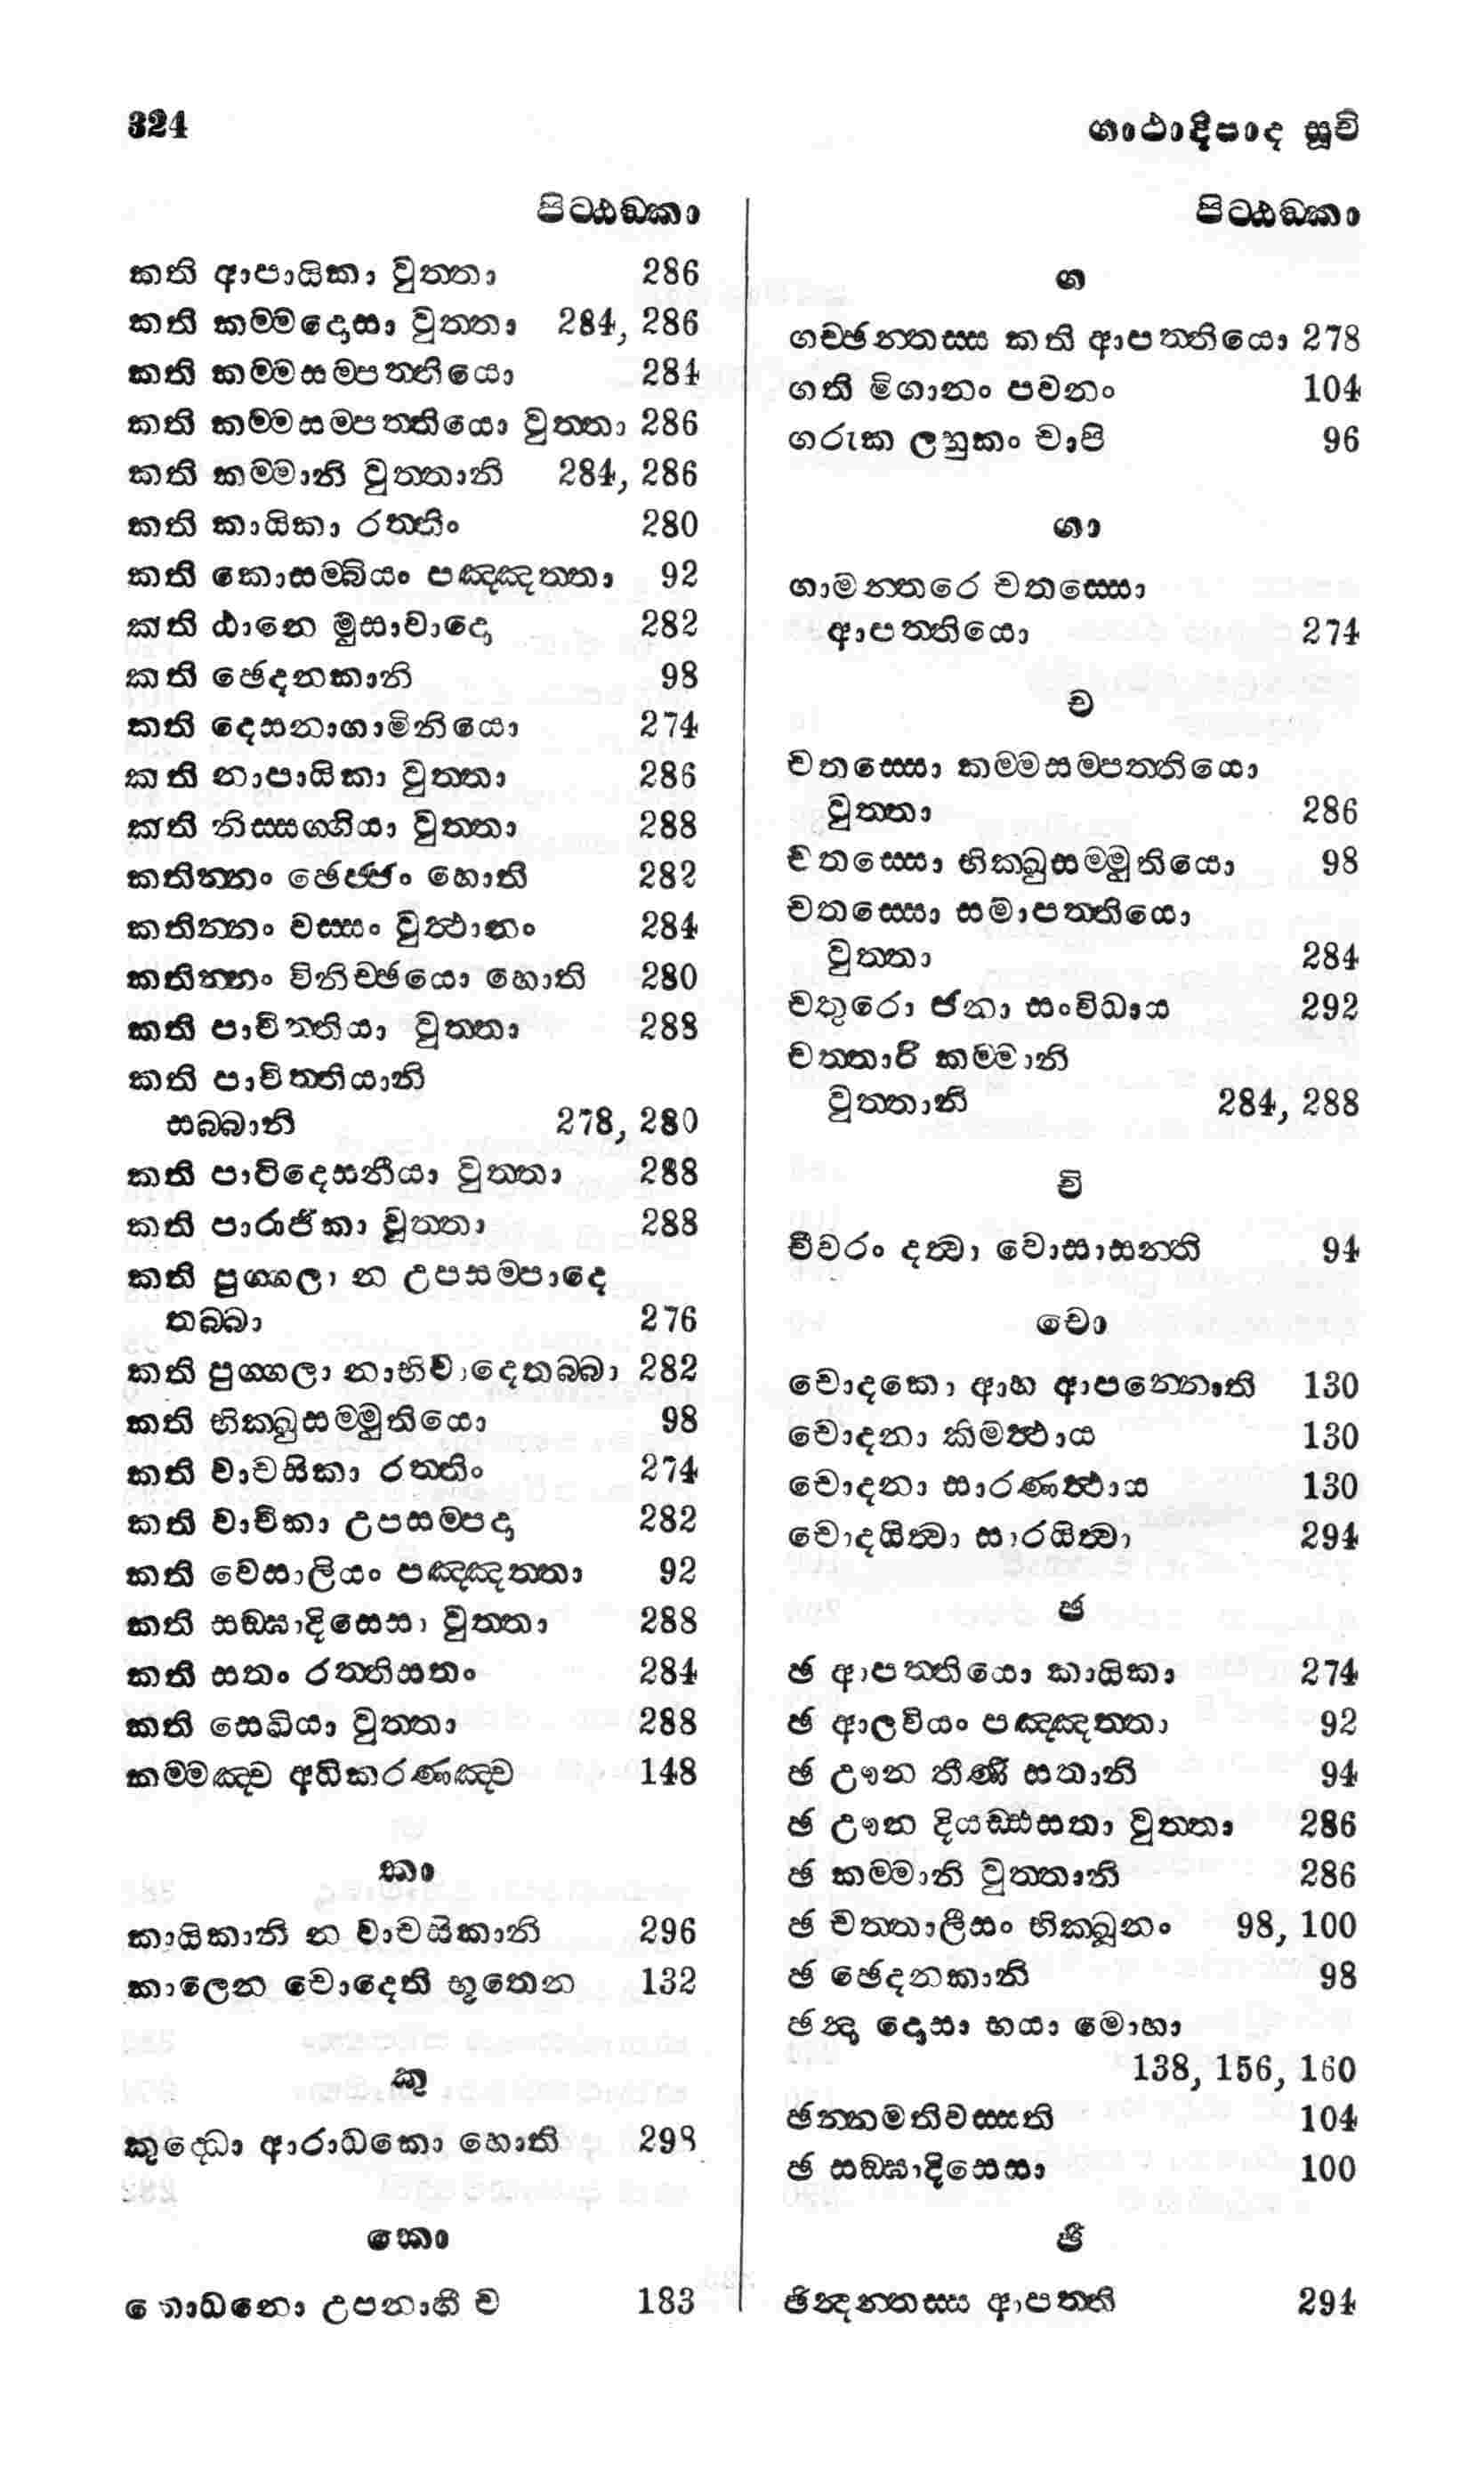 324
ගාථාදිපාද සූචි
පිට‍්ඨඞ‍්කා
කති ආපායිකා වුත‍්තා 286
කති කම‍්මදොසා වුත‍්තා 284, 286
කති කම‍්මසම‍්පත‍්තියො 284
කති කම‍්මසම‍්පත‍්තියො වුත‍්තා 286
කති කම‍්මානි වුත‍්තානි 284, 286
කති කායිකා රත‍්තිං 280
කති කොසම‍්බියං පඤ‍්ඤත‍්තා 92
කති ඨානෙ මුසාවාදො 282
කති ඡෙදනකානි 98
කති දෙසනාගාමිනියො 274
කති නාපායිකා වුත‍්තා 286
කති නිස‍්සග‍්ගියා වුත‍්තා 288
කතින‍්නං ඡෙජ‍්ජං හොති 282
කතින‍්නං වස‍්සං වුත්‍ථානං 284
කතින‍්නං විනිච‍්ඡයො හොති 280
කති පාචිත‍්තියා වුත‍්තා 288
කති පාචිත‍්තියානි
සබ‍්බානි 278, 280
කති පාටිදෙසනීයා වුත‍්තා 288
කති පාරාජිකා වුත‍්තා 288
කති පුග‍්ගලා න උපසම‍්පාදෙ
තබ‍්බා 276
කති පුග‍්ගලා නාභිවාදෙතබ‍්බා 282
කති භික‍්ඛුසම‍්මුතියො 98
කති වාචසිකා රත‍්තිං 274
කති වාචිකා උපසම‍්පදා 282
කති වෙසාලියං පඤ‍්ඤත‍්තා 92
කති සඞ‍්ඝාදිසෙසා වුත‍්තා 288
කති සතං රත‍්තිසතං 284
කති සෙඛියා වුත‍්තා 288
කම‍්මඤ්‍ච අධිකරණඤ්‍ච 148
කා
කායිකානි න වාචසිකානි 296
කාලෙන චොදෙති භූතෙන 132
කු
කුද්‍ධො ආරාධකො හොති 298
කො
කොධනො උපනාහී ච 183
පිට‍්ඨඞ‍්කා
ග
ගච‍්ඡන‍්තස‍්ස කති ආපත‍්තියො 278
ගති මිගානං පවනං 104
ගරුක ලහුකං චාපි 96
ගා
ගාමන‍්තරෙ චතස‍්සො
ආපත‍්තියො 274
ච
චතස‍්සො කම‍්මසම‍්පත‍්තියො
වුත‍්තා 286
චතස‍්සො භික‍්ඛුසම‍්මුතියො 98
චතස‍්සො සමාපත‍්තියො
වුත‍්තා 284
චතුරො ජනා සංවිධාය 292
චත‍්තාරි කම‍්මානි
වුත‍්තානි 284, 288
චි
චීවරං දත්‍වා වොසාසන‍්ති 94
චො
චොදකො ආහ ආපන‍්නොති 130
චොදනා කිමත්‍ථාය 130
චොදනා සාරණත්‍ථාය 130
චොදයිත්‍වා සාරයිත්‍වා 294
ඡ
ඡ ආපත‍්තියො කායිකා 274
ඡ ආලවියං පඤ‍්ඤත‍්තා 92
ඡ ඌන තීණි සතානි 94
ඡ ඌන දියඩ‍්ඪසතා වුත‍්තා 286
ඡ කම‍්මානි වුත‍්තානි 286
ඡ චත‍්තාලීසං භික‍්ඛූනං 98, 100
ඡ ඡෙදනකානි 98
ඡන්‍දා දොසා භයා මොහා
138, 156, 160
ඡන‍්නමතිවස‍්සති 104
ඡ සඞ‍්ඝාදිසෙසා 100
ඡි
ඡින්‍දන‍්තස‍්ස ආපත‍්ති 294